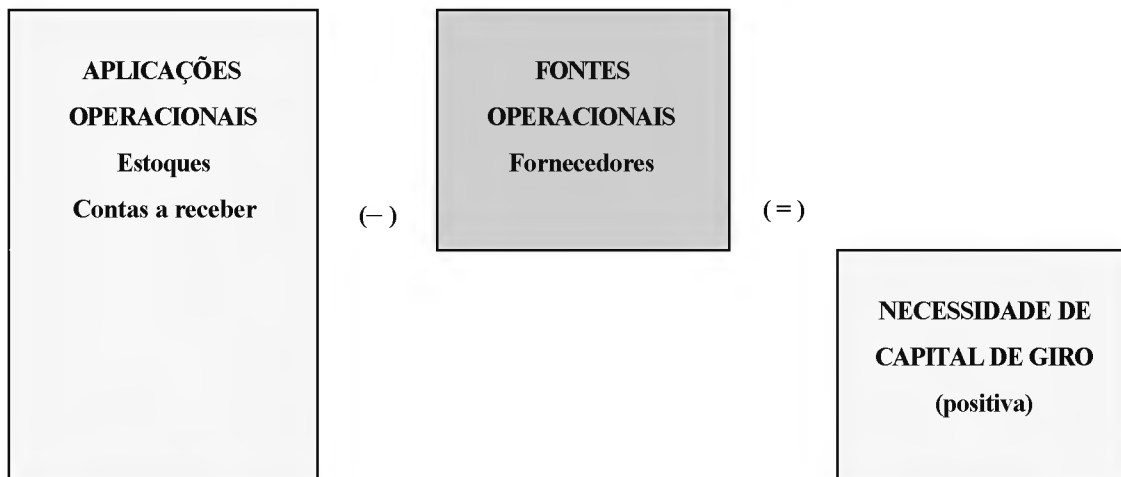 APLICAÇÕES
OPERACIONAIS
Estoques
Contas a receber
(– )
FONTES
OPERACIONAIS
Fornecedores
( = )
NECESSIDADE DE
CAPITAL DE GIRO
(positiva)